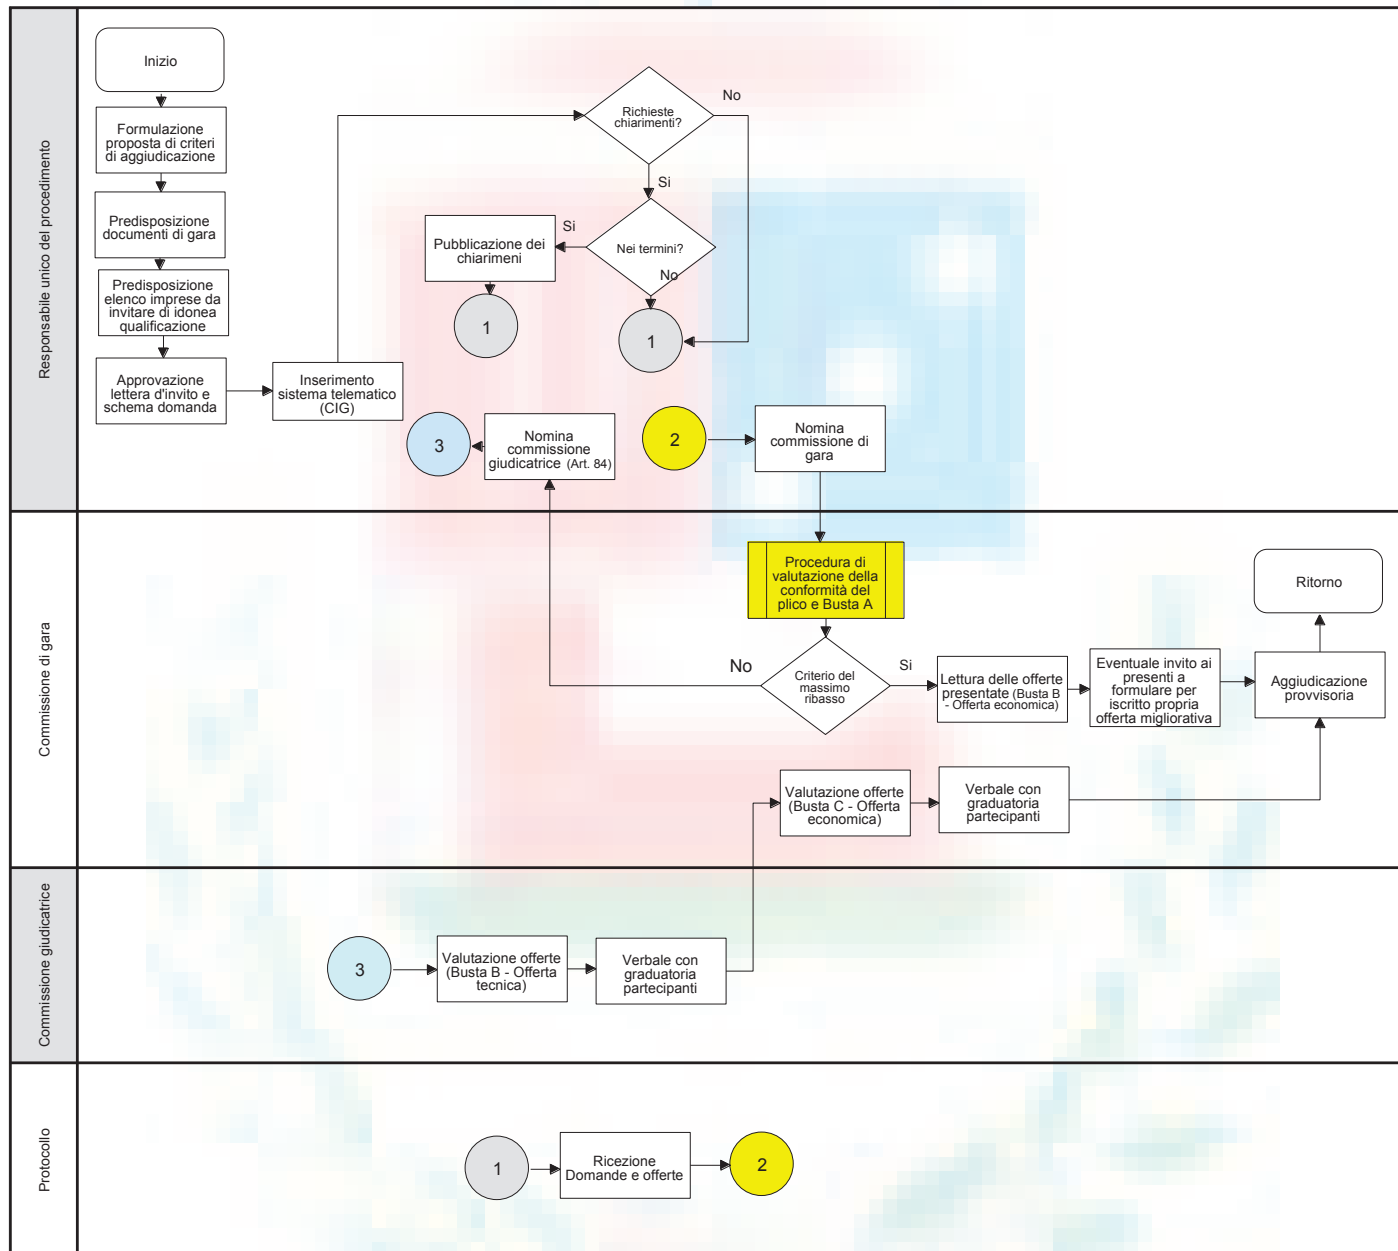 Responsabile unico del procedimento
Inizio
Formulazione
proposta di criteri
di aggiudicazione
Predisposizione
documenti di gara
Predisposizione
elenco imprese da
invitare di idonea
qualificazione
Approvazione
lettera d'invito e
schema domanda
Inserimento
sistema telematico
(CIG)
Richieste
chiarimenti?
No
Si
Nei termini?
Si
No
Pubblicazione dei
chiarimeni
1
1
3
Nomina
commissione
giudicatrice (Art. 84)
2
Nomina
commissione di
gara
Commissione di gara
Procedura di
valutazione della
conformità del
plico e Busta A
Criterio del
massimo
ribasso
No
Si
Lettura delle offerte
presentate (Busta B
- Offerta economica)
Eventuale invito ai
presenti a
formulare per
iscritto propria
offerta migliorativa
Aggiudicazione
provvisoria
Ritorno
Valutazione offerte
(Busta C - Offerta
economica)
Verbale con
graduatoria
partecipanti
Commissione giudicatrice
3
Valutazione offerte
(Busta B - Offerta
tecnica)
Verbale con
graduatoria
partecipanti
Protocollo
1
Ricezione
Domande e offerte
2